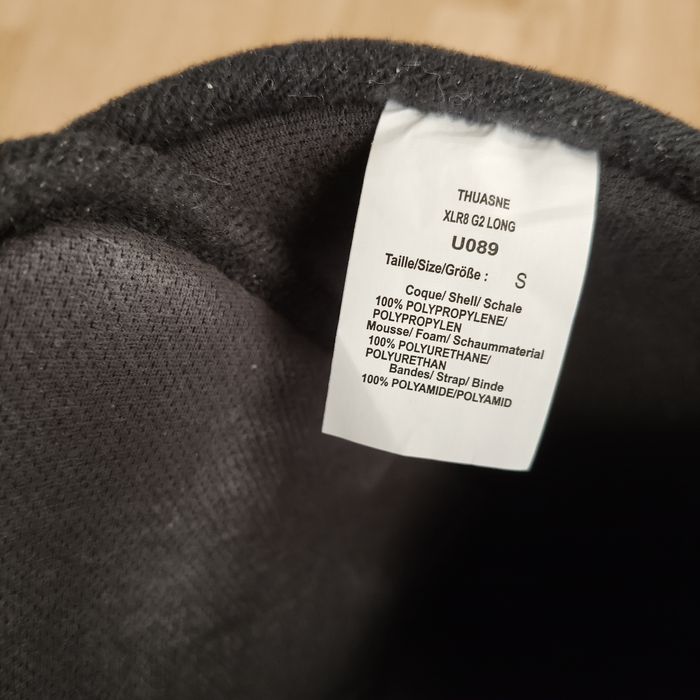 THUASNE
XLR8 G2 LONG
U089
Taille/Size/Größe : S
Coque/ Shell/ Schale
100% POLYPROPYLENE/
POLYPROPYLEN
Mousse/ Foam/ Schaummaterial
100% POLYURETHANE/
POLYURETHAN
Bandes/ Strap/ Binde
100% POLYAMIDE/POLYAMID